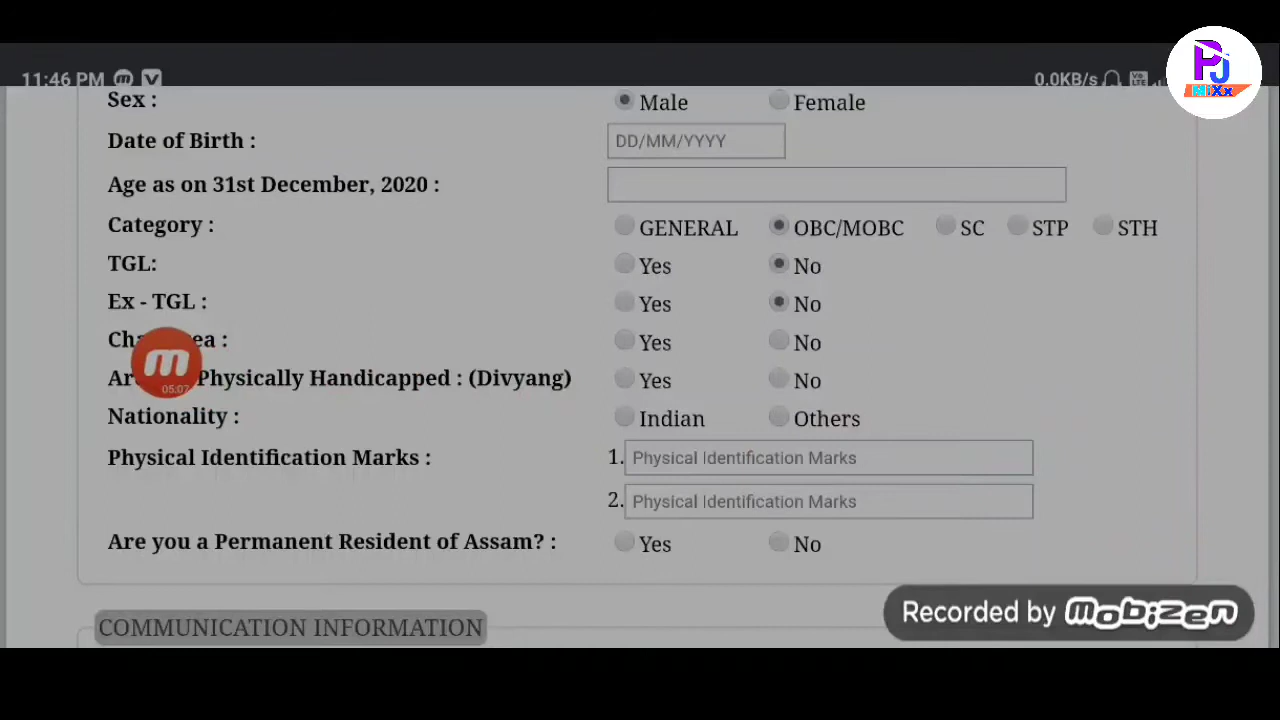 11:46 PM 0.0KB/s
PJ
MiXx
Sex : Male Female
Date of Birth : DD/MM/YYYY
Age as on 31st December, 2020 :
Category : GENERAL OBC/MOBC SC STP STH
TGL: Yes No
Ex - TGL : Yes No
Yes No
05:07
Physically Handicapped : (Divyang) Yes No
Nationality : Indian Others
Physical Identification Marks : 1. Physical Identification Marks
2. Physical Identification Marks
Are you a Permanent Resident of Assam? : Yes No
Recorded by mobizen
COMMUNICATION INFORMATION